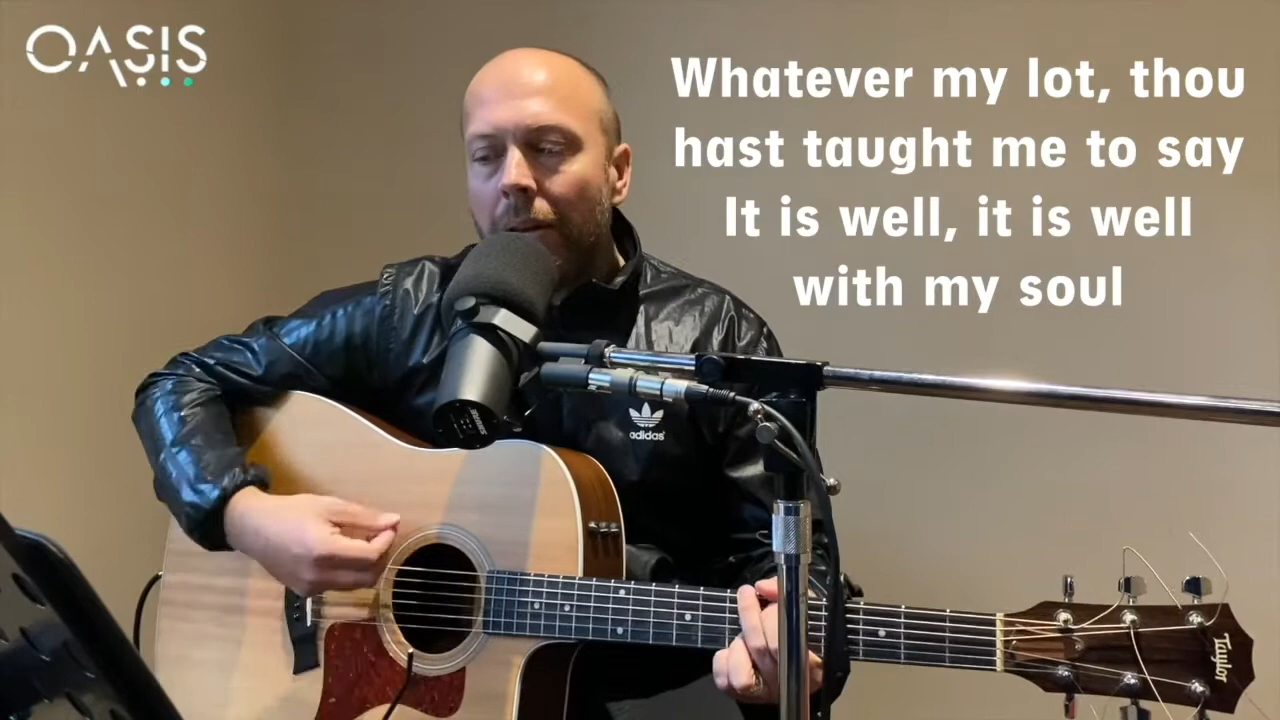 OASIS
Whatever my lot, thou
hast taught me to say
It is well, it is well
with my soul
adidas
Taylor